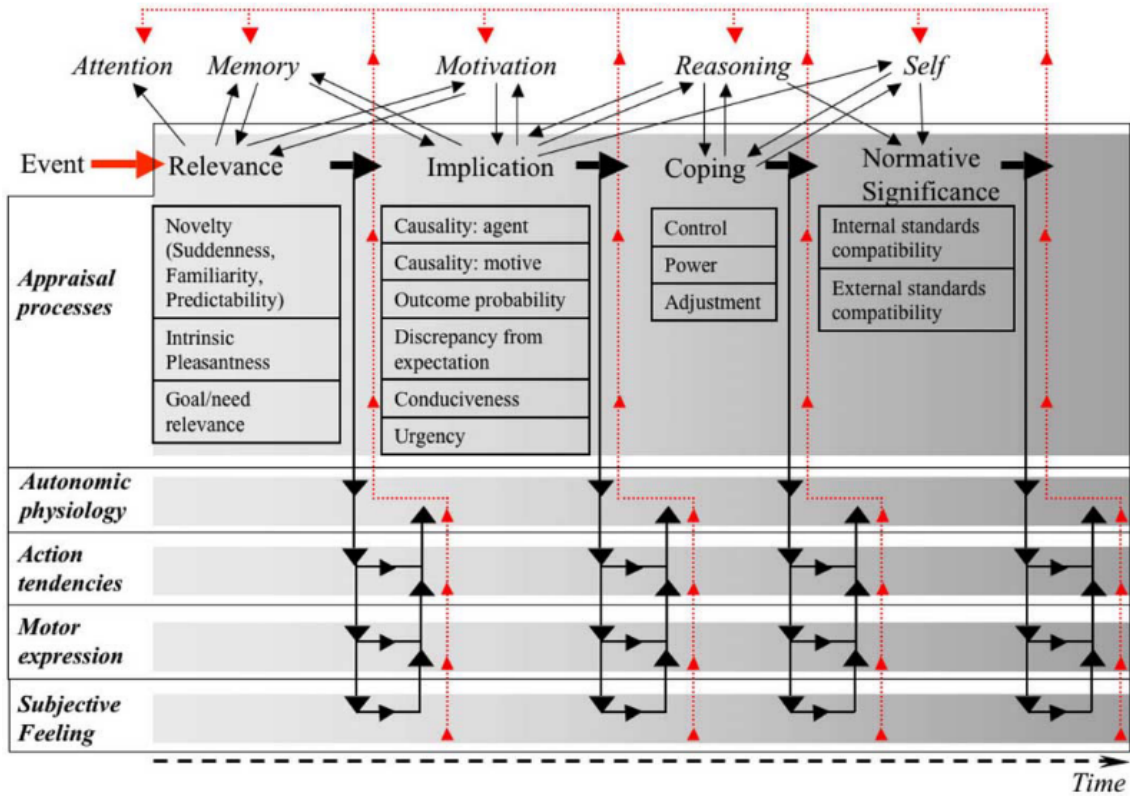 Attention Memory Motivation Reasoning Self
Event Relevance Implication Coping Normative
Significance
Appraisal
processes
Novelty
(Suddenness,
Familiarity,
Predictability)
Intrinsic
Pleasantness
Goal/need
relevance
Causality: agent
Causality: motive
Outcome probability
Discrepancy from
expectation
Conduciveness
Urgency
Control
Power
Adjustment
Internal standards
compatibility
External standards
compatibility
Autonomic
physiology
Action
tendencies
Motor
expression
Subjective
Feeling
Time